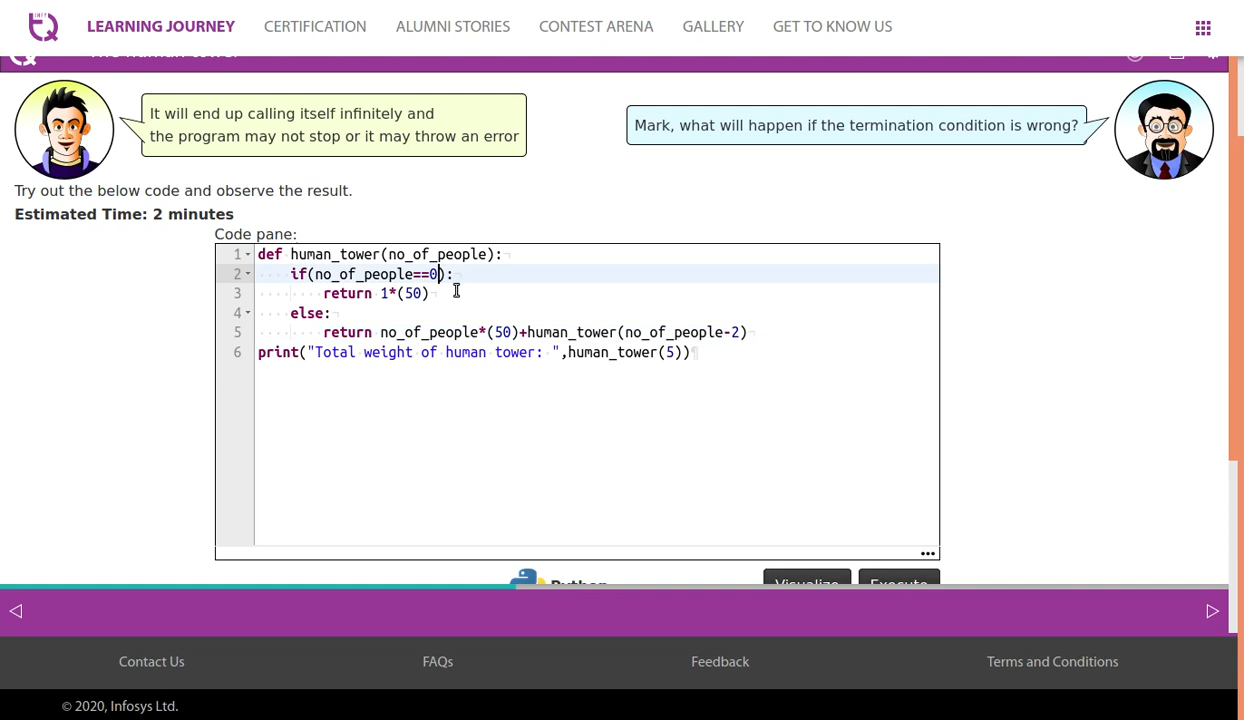 LEARNING JOURNEY CERTIFICATION ALUMNI STORIES CONTEST ARENA GALLERY GET TO KNOW US
It will end up calling itself infinitely and
the program may not stop or it may throw an error
Mark, what will happen if the termination condition is wrong?
Try out the below code and observe the result.
Estimated Time: 2 minutes
Code pane:
1 def human_tower(no_of_people):
2 if(no_of_people==0):
3 return 1*(50)
4 else:
5 return no_of_people*(50)+human_tower(no_of_people-2)
6 print("Total weight of human tower: ",human_tower(5))
Python Visualize Execute
Contact Us FAQs Feedback Terms and Conditions
© 2020, Infosys Ltd.